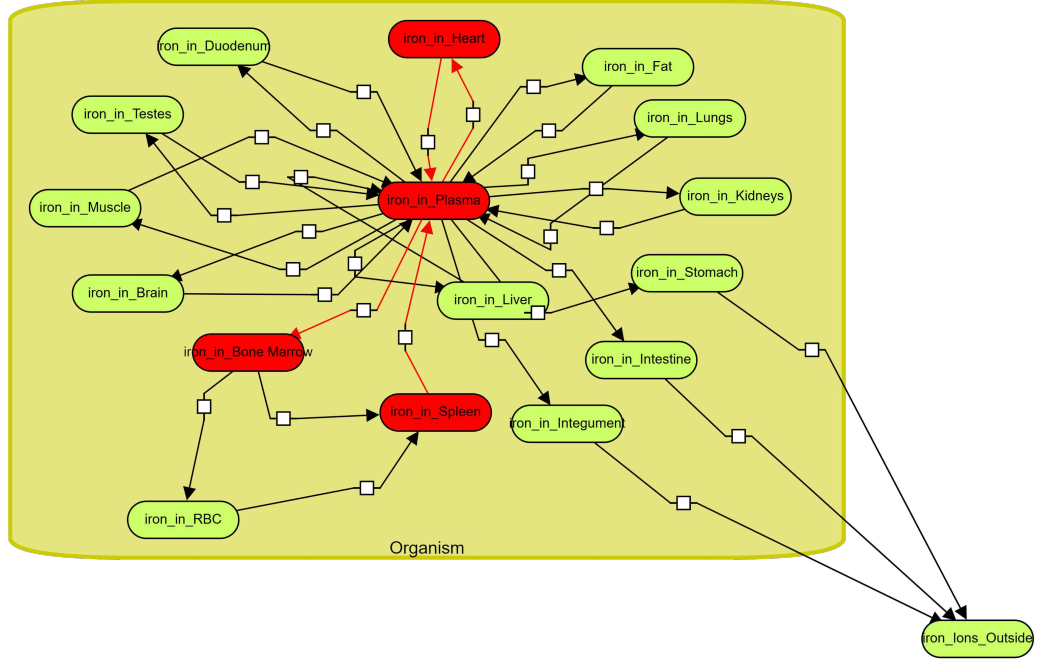 iron_in_Heart
iron_in_Duodenum
iron_in_Fat
iron_in_Testes
iron_in_Lungs
iron_in_Plasma
iron_in_Kidneys
iron_in_Muscle
iron_in_Stomach
iron_in_Brain
iron_in_Liver
iron_in_Bone Marrow
iron_in_Intestine
iron_in_Spleen
iron_in_Integument
iron_in_RBC
Organism
iron_Ions_Outside